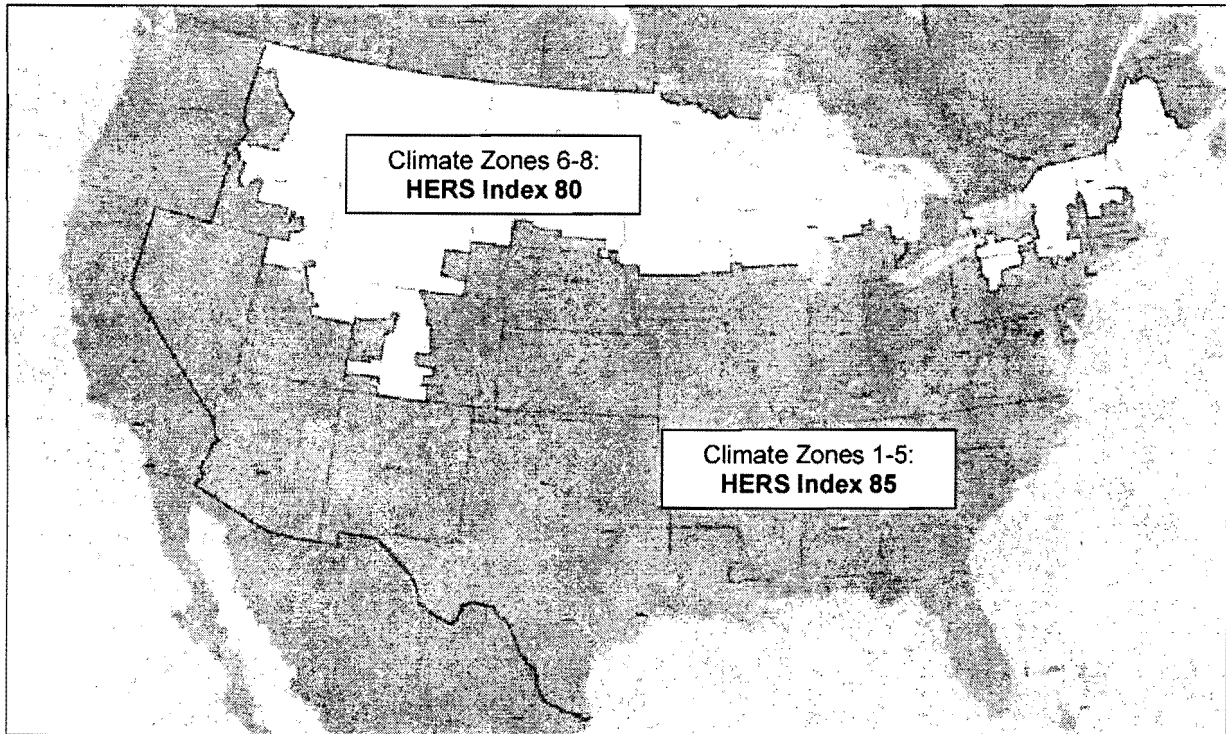 Climate Zones 6-8:
HERS Index 80
Climate Zones 1-5:
HERS Index 85